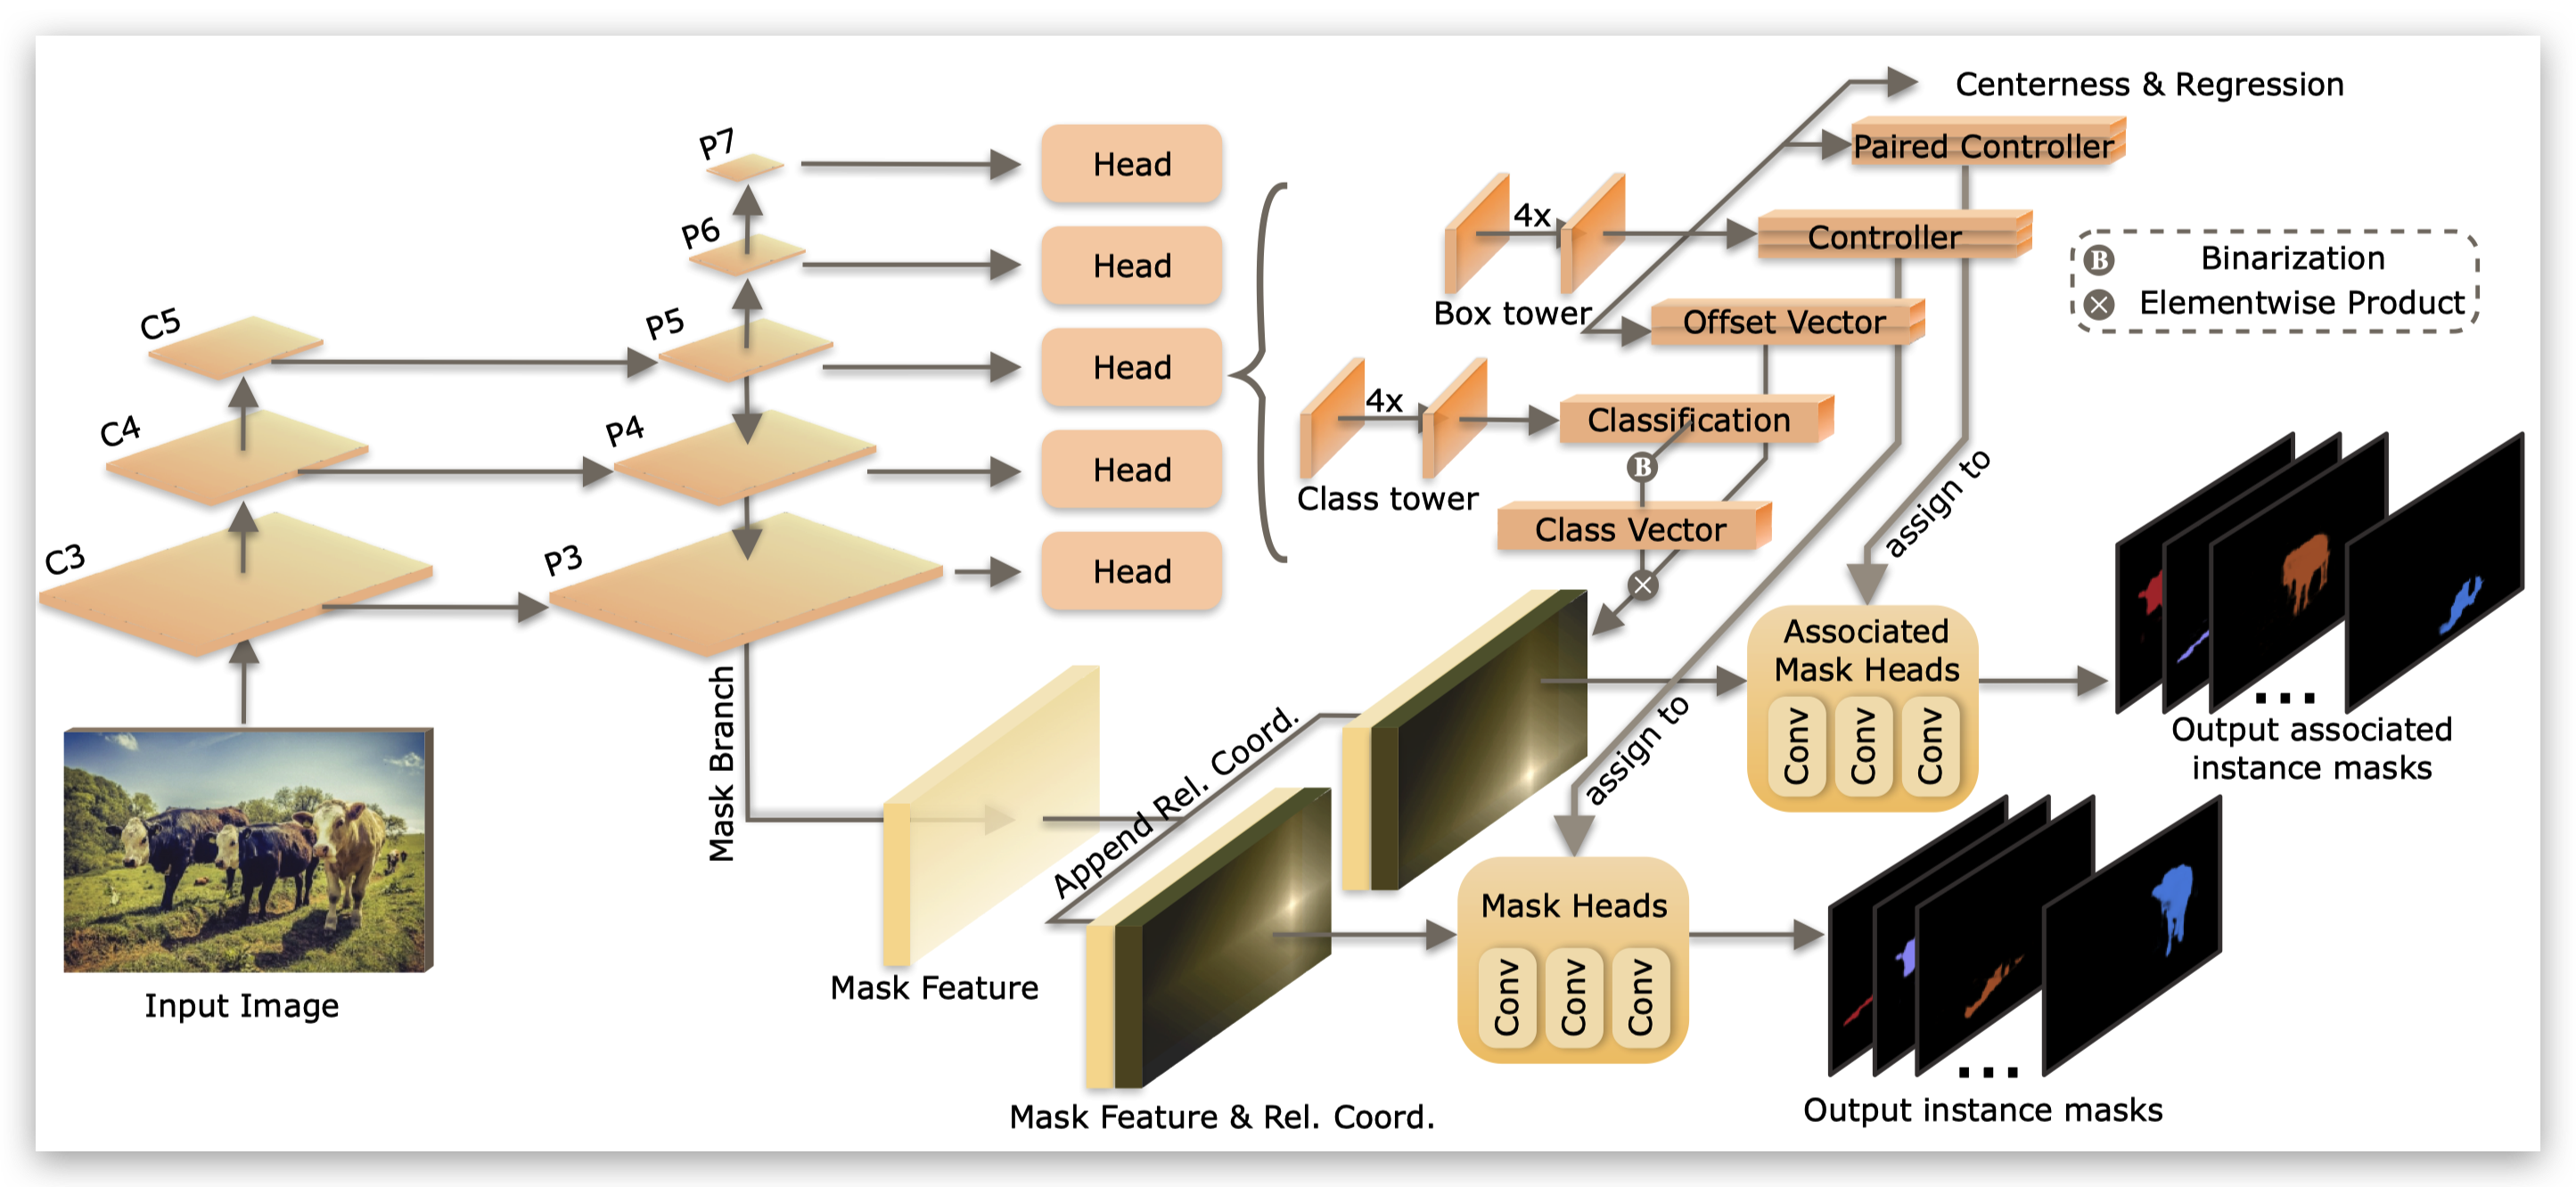 Centerness & Regression
Paired Controller
Controller
Offset Vector
Classification
Class Vector
B
B Binarization
Elementwise Product
4x
Box tower
4x
Class tower
P7
P6
P5
P4
P3
C5
C4
C3
Head
Head
Head
Head
Head
Input Image
Mask Branch
Mask Feature
Append Rel. Coord.
Mask Feature & Rel. Coord.
assign to
assign to
Associated
Mask Heads
Conv
Conv
Conv
Mask Heads
Conv
Conv
Conv
...
Output associated
instance masks
...
Output instance masks